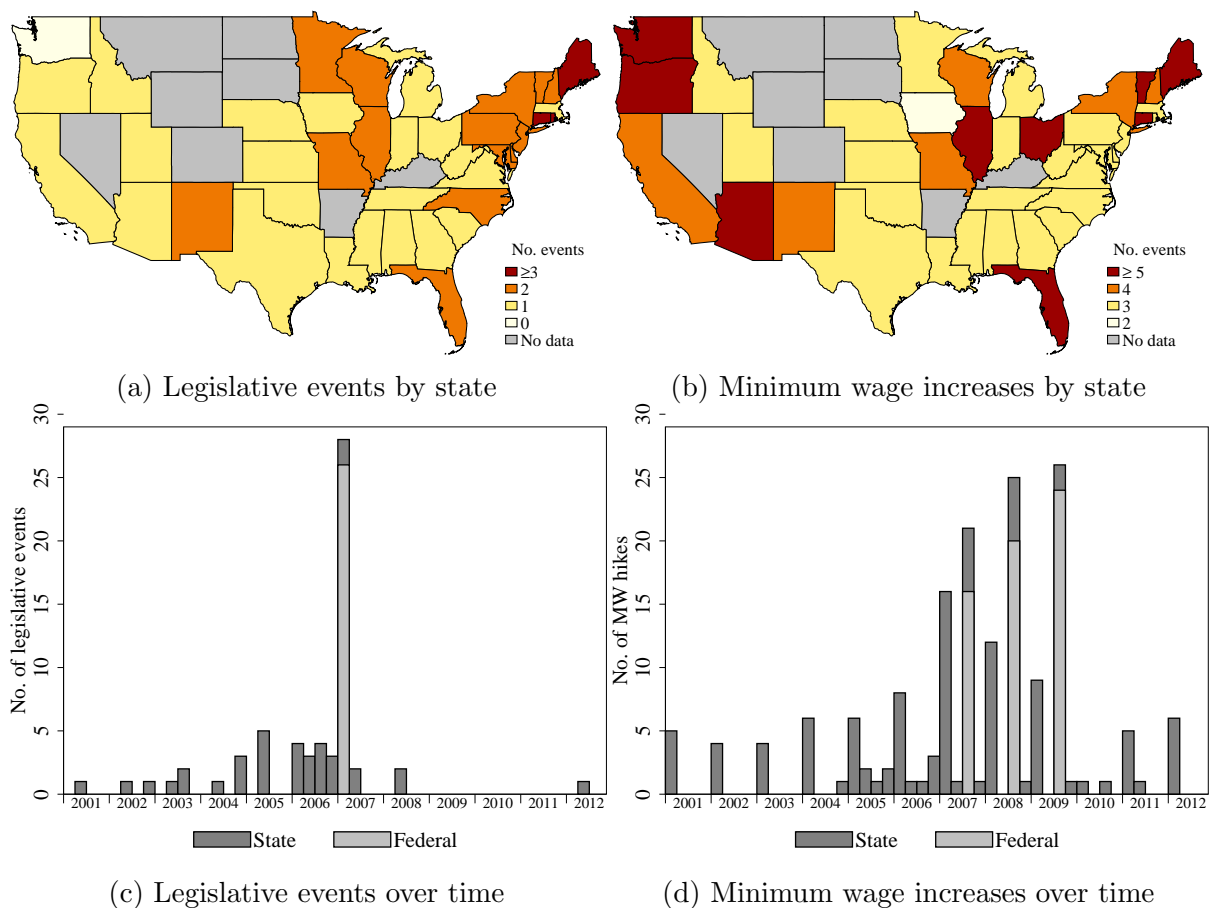 No. events
≥3
2
1
0
No data
No. events
≥ 5
4
3
2
No data
(a) Legislative events by state
(b) Minimum wage increases by state
No. of legislative events
0
5
10
15
20
25
30
2001 2002 2003 2004 2005 2006 2007 2008 2009 2010 2011 2012
State
Federal
No. of MW hikes
0
5
10
15
20
25
30
2001 2002 2003 2004 2005 2006 2007 2008 2009 2010 2011 2012
State
Federal
(c) Legislative events over time
(d) Minimum wage increases over time